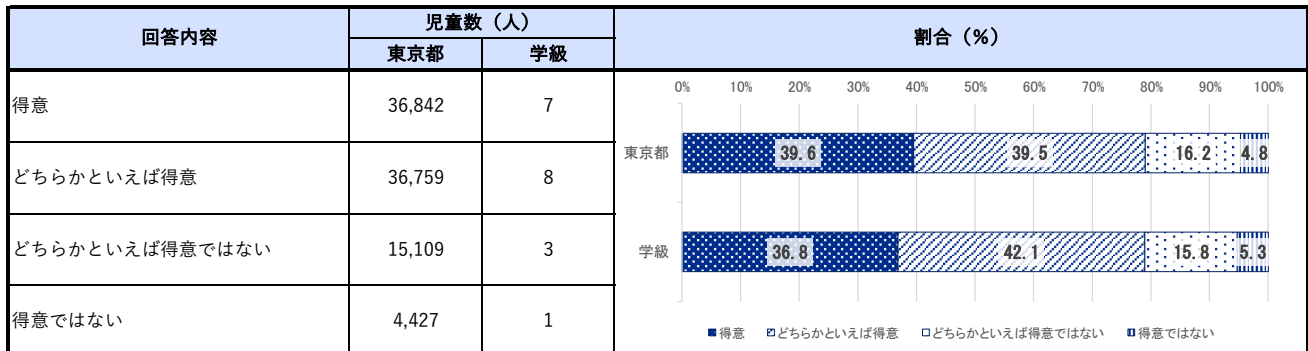 回答内容 児童数（人） 割合（%）
東京都 学級
得意 36,842 7
どちらかといえば得意 36,759 8
どちらかといえば得意ではない 15,109 3
得意ではない 4,427 1
0% 10% 20% 30% 40% 50% 60% 70% 80% 90% 100%
東京都 39.6 39.5 16.2 4.8
学級 36.8 42.1 15.8 5.3
得意 どちらかといえば得意 どちらかといえば得意ではない 得意ではない